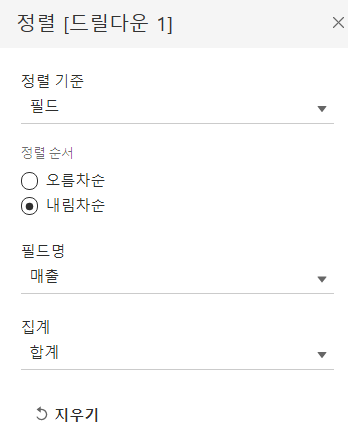 정렬 [드릴다운 1]
정렬 기준
필드
정렬 순서
오름차순
내림차순
필드명
매출
집계
합계
지우기